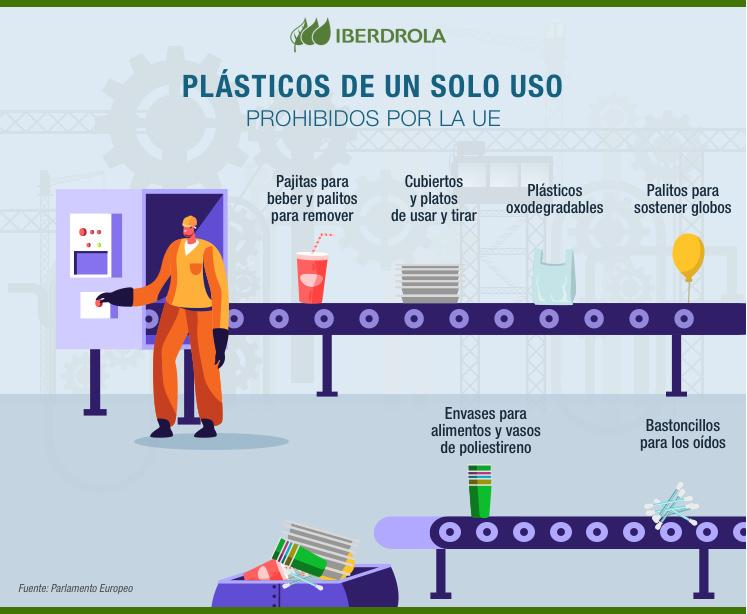 IBERDROLA
PLÁSTICOS DE UN SOLO USO
PROHIBIDOS POR LA UE
Pajitas para
beber y palitos
para remover
Cubiertos
y platos
de usar y tirar
Plásticos
oxodegradables
Palitos para
sostener globos
Envases para
alimentos y vasos
de poliestireno
Bastoncillos
para los oídos
Fuente: Parlamento Europeo